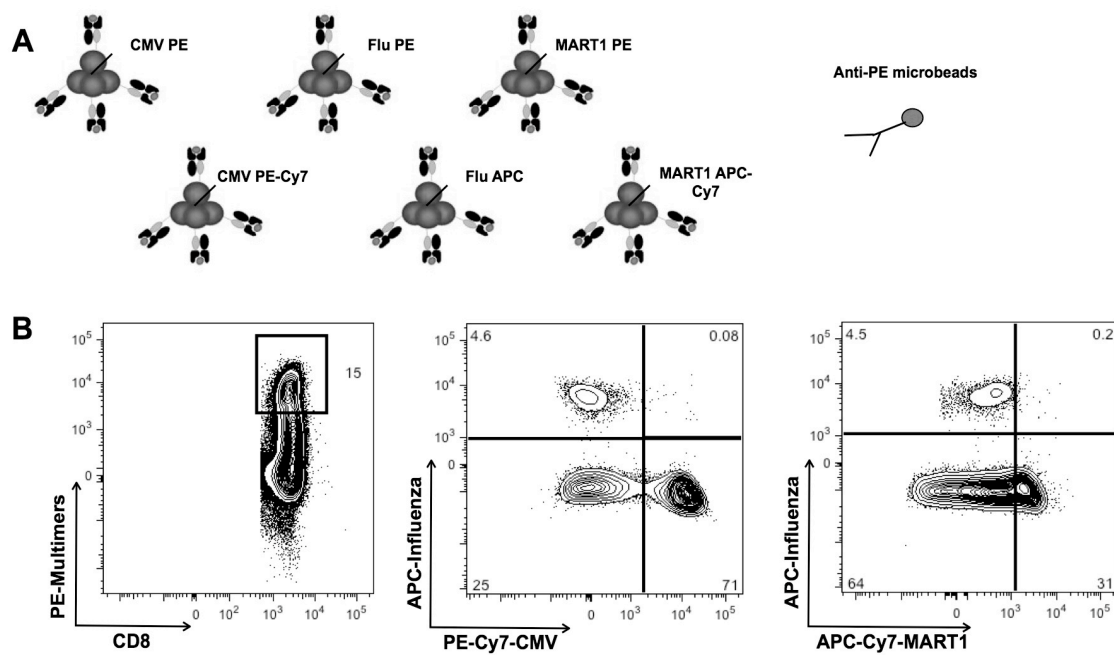 A
CMV PE
Flu PE
MART1 PE
Anti-PE microbeads
CMV PE-Cy7
Flu APC
MART1 APC-
Cy7
B
PE-Multimers
10⁵
10⁴
10³
0
15
0
10²
10³
10⁴
10⁵
CD8
APC-Influenza
4.6
0.08
10⁵
10⁴
10³
0
25
71
0
10³
10⁴
10⁵
PE-Cy7-CMV
APC-Influenza
4.5
0.2
10⁵
10⁴
10³
0
64
31
0
10³
10⁴
10⁵
APC-Cy7-MART1